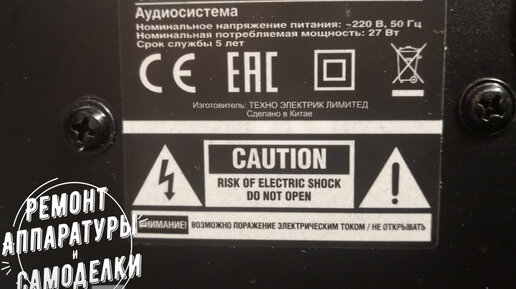 Аудиосистема
Номинальное напряжение питания: ~220 В, 50 Гц
Номинальная потребляемая мощность: 27 Вт
Срок службы 5 лет
CE EAC
Изготовитель: ТЕХНО ЭЛЕКТРИК ЛИМИТЕД
Сделано в Китае
CAUTION
RISK OF ELECTRIC SHOCK
DO NOT OPEN
ВНИМАНИЕ! ВОЗМОЖНО ПОРАЖЕНИЕ ЭЛЕКТРИЧЕСКИМ ТОКОМ / НЕ ОТКРЫВАТЬ
РЕМОНТ
АППАРАТУРЫ
И
САМОДЕЛКИ